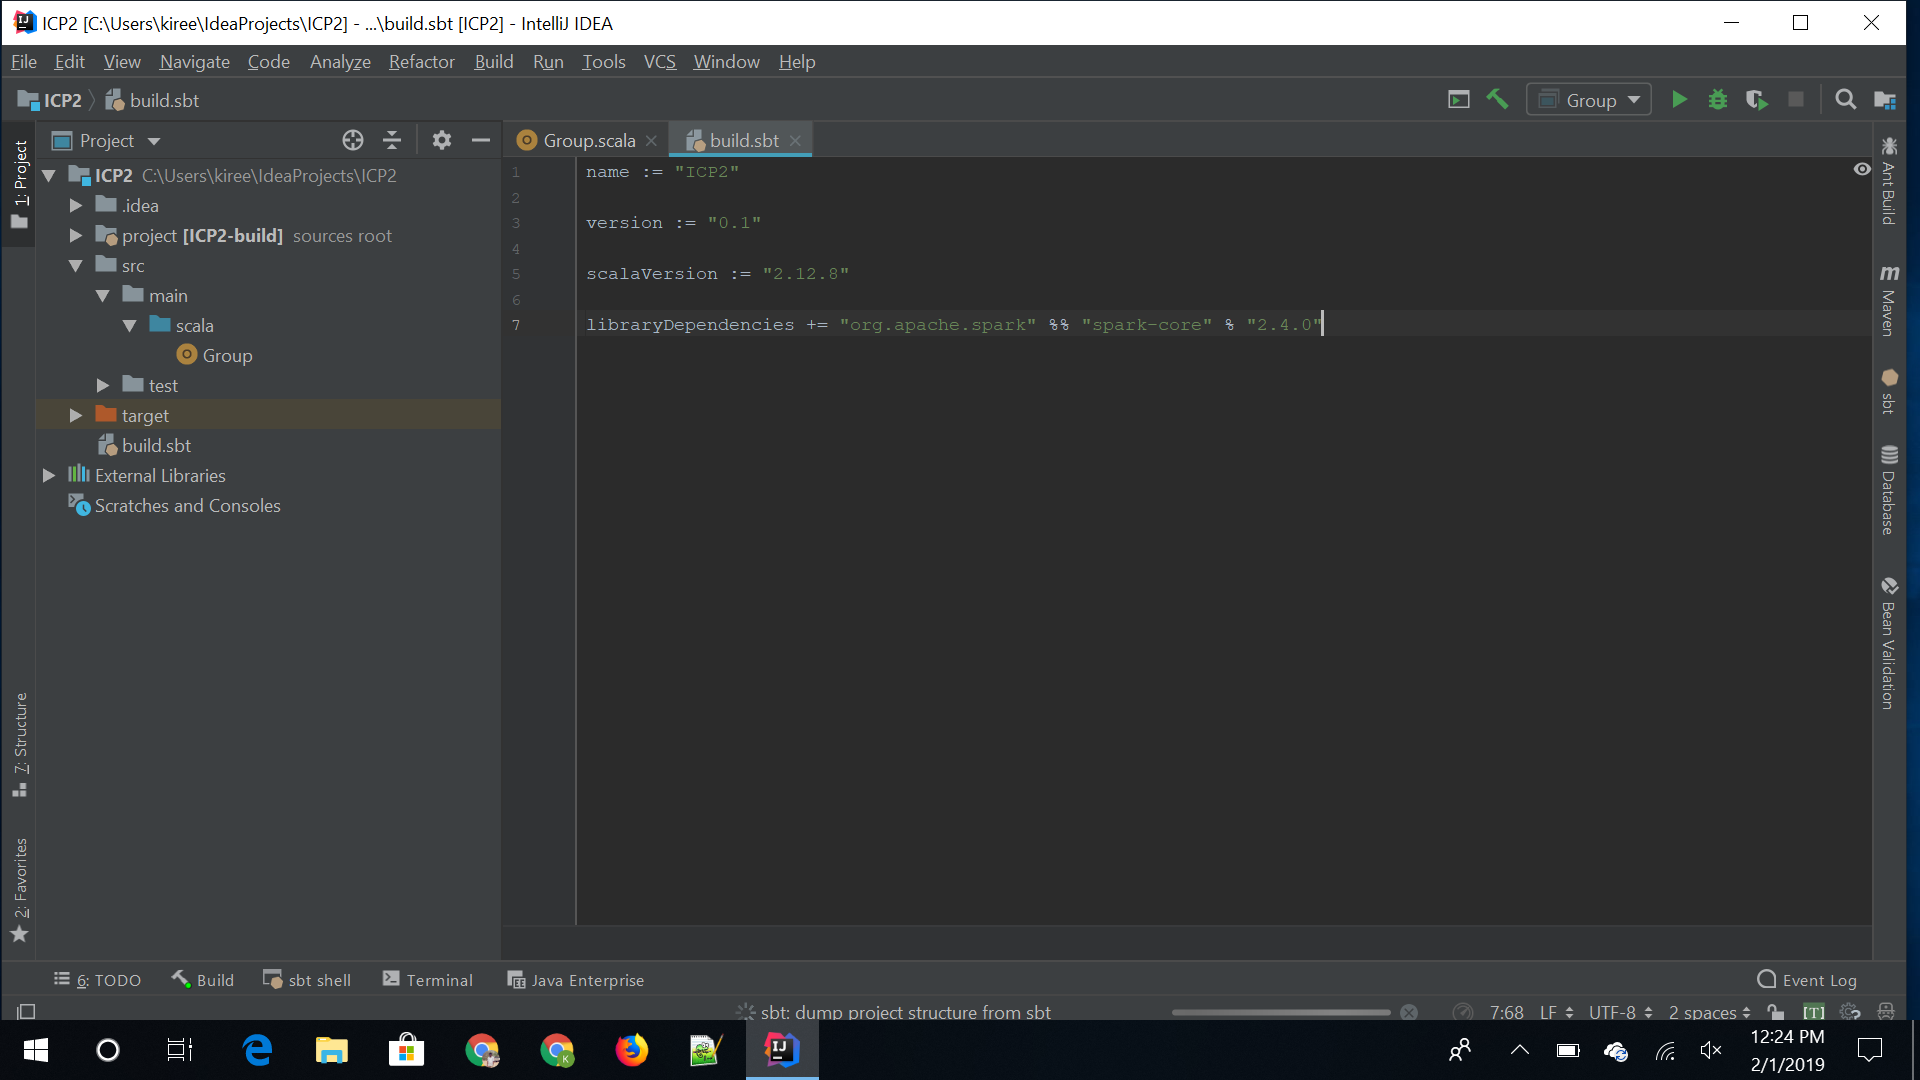 ICP2 [C:\Users\kiree\IdeaProjects\ICP2] - ...\build.sbt [ICP2] - IntelliJ IDEA
File Edit View Navigate Code Analyze Refactor Build Run Tools VCS Window Help
ICP2 build.sbt
Group
1: Project
Project
Group.scala
build.sbt
ICP2 C:\Users\kiree\IdeaProjects\ICP2
.idea
project [ICP2-build] sources root
src
main
scala
Group
test
target
build.sbt
External Libraries
Scratches and Consoles
1 name := "ICP2"
2
3 version := "0.1"
4
5 scalaVersion := "2.12.8"
6
7 libraryDependencies += "org.apache.spark" %% "spark-core" % "2.4.0"
Ant Build
m Maven
sbt
Database
Bean Validation
7: Structure
2: Favorites
6: TODO Build sbt shell Terminal Java Enterprise Event Log
sbt: dump project structure from sbt 7:68 LF UTF-8 2 spaces [T]
12:24 PM
2/1/2019